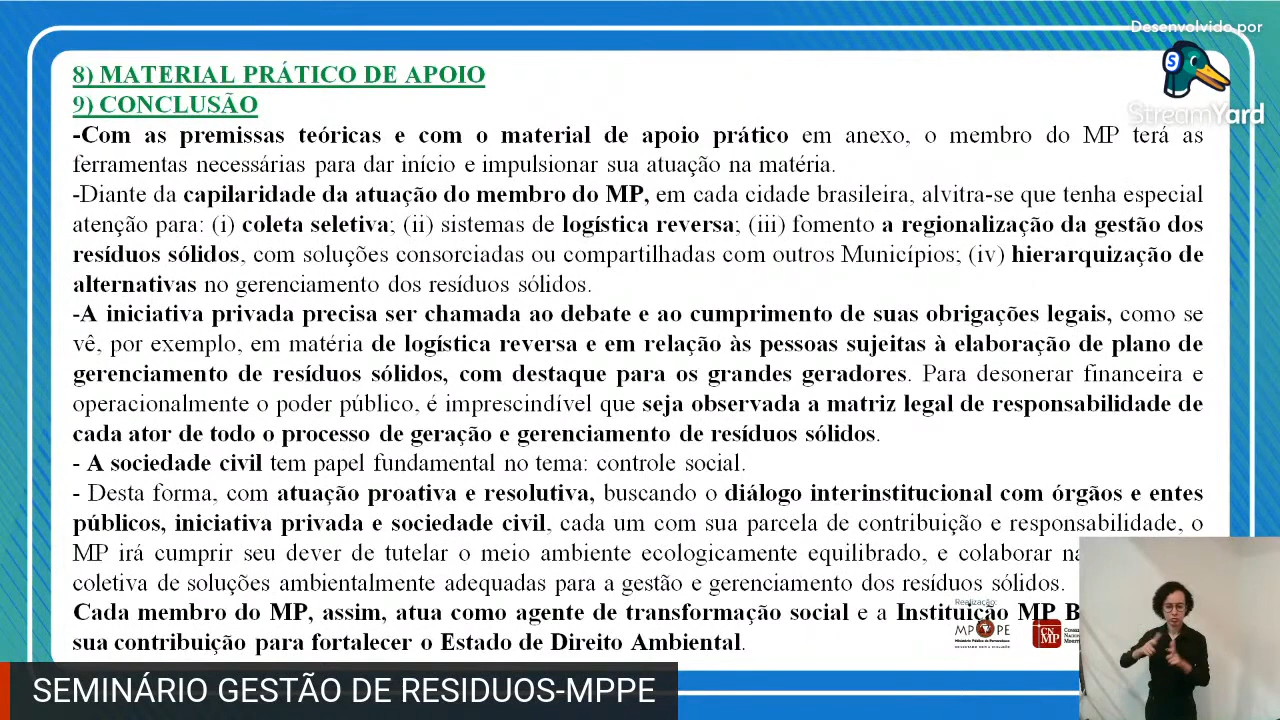 Desenvolvido por
StreamYard
8) MATERIAL PRÁTICO DE APOIO
9) CONCLUSÃO
-Com as premissas teóricas e com o material de apoio prático em anexo, o membro do MP terá as
ferramentas necessárias para dar início e impulsionar sua atuação na matéria.
-Diante da capilaridade da atuação do membro do MP, em cada cidade brasileira, alvitra-se que tenha especial
atenção para: (i) coleta seletiva; (ii) sistemas de logística reversa; (iii) fomento a regionalização da gestão dos
resíduos sólidos, com soluções consorciadas ou compartilhadas com outros Municípios; (iv) hierarquização de
alternativas no gerenciamento dos resíduos sólidos.
-A iniciativa privada precisa ser chamada ao debate e ao cumprimento de suas obrigações legais, como se
vê, por exemplo, em matéria de logística reversa e em relação às pessoas sujeitas à elaboração de plano de
gerenciamento de resíduos sólidos, com destaque para os grandes geradores. Para desonerar financeira e
operacionalmente o poder público, é imprescindível que seja observada a matriz legal de responsabilidade de
cada ator de todo o processo de geração e gerenciamento de resíduos sólidos.
- A sociedade civil tem papel fundamental no tema: controle social.
- Desta forma, com atuação proativa e resolutiva, buscando o diálogo interinstitucional com órgãos e entes
públicos, iniciativa privada e sociedade civil, cada um com sua parcela de contribuição e responsabilidade, o
MP irá cumprir seu dever de tutelar o meio ambiente ecologicamente equilibrado, e colaborar
coletiva de soluções ambientalmente adequadas para a gestão e gerenciamento dos resíduos sólidos.
Cada membro do MP, assim, atua como agente de transformação social e a Instituição MP
sua contribuição para fortalecer o Estado de Direito Ambiental.
Realização:
MPPE
CNMP
SEMINÁRIO GESTÃO DE RESIDUOS-MPPE